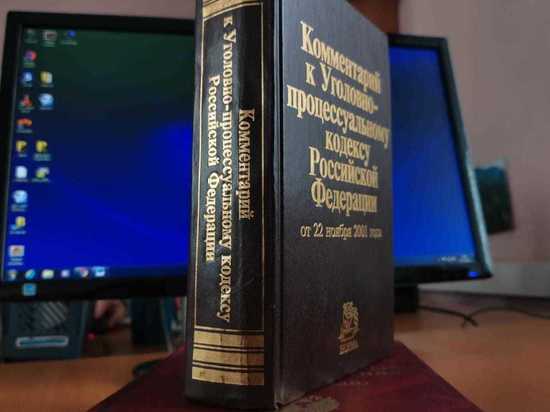 Комментарий
к Уголовно-процессуальному кодексу
Российской Федерации
Комментарий
к Уголовно-
процессуальному
кодексу
Российской
Федерации
от 22 ноября 2001 года